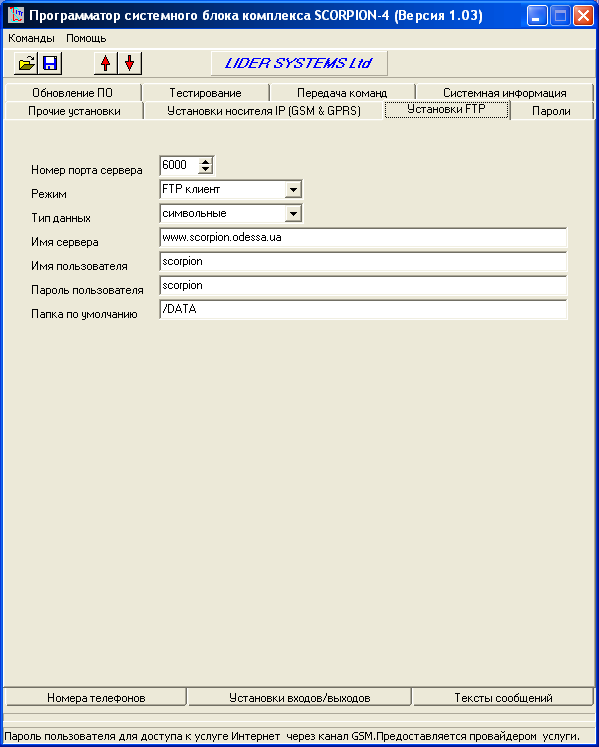 Программатор системного блока комплекса SCORPION-4 (Версия 1.03)
Команды Помощь
LIDER SYSTEMS Ltd
Обновление ПО Тестирование Передача команд Системная информация
Прочие установки Установки носителя IP (GSM & GPRS) Установки FTP Пароли
Номер порта сервера 6000
Режим FTP клиент
Тип данных символьные
Имя сервера www.scorpion.odessa.ua
Имя пользователя scorpion
Пароль пользователя scorpion
Папка по умолчанию /DATA
Номера телефонов Установки входов/выходов Тексты сообщений
Пароль пользователя для доступа к услуге Интернет через канал GSM.Предоставляется провайдером услуги.